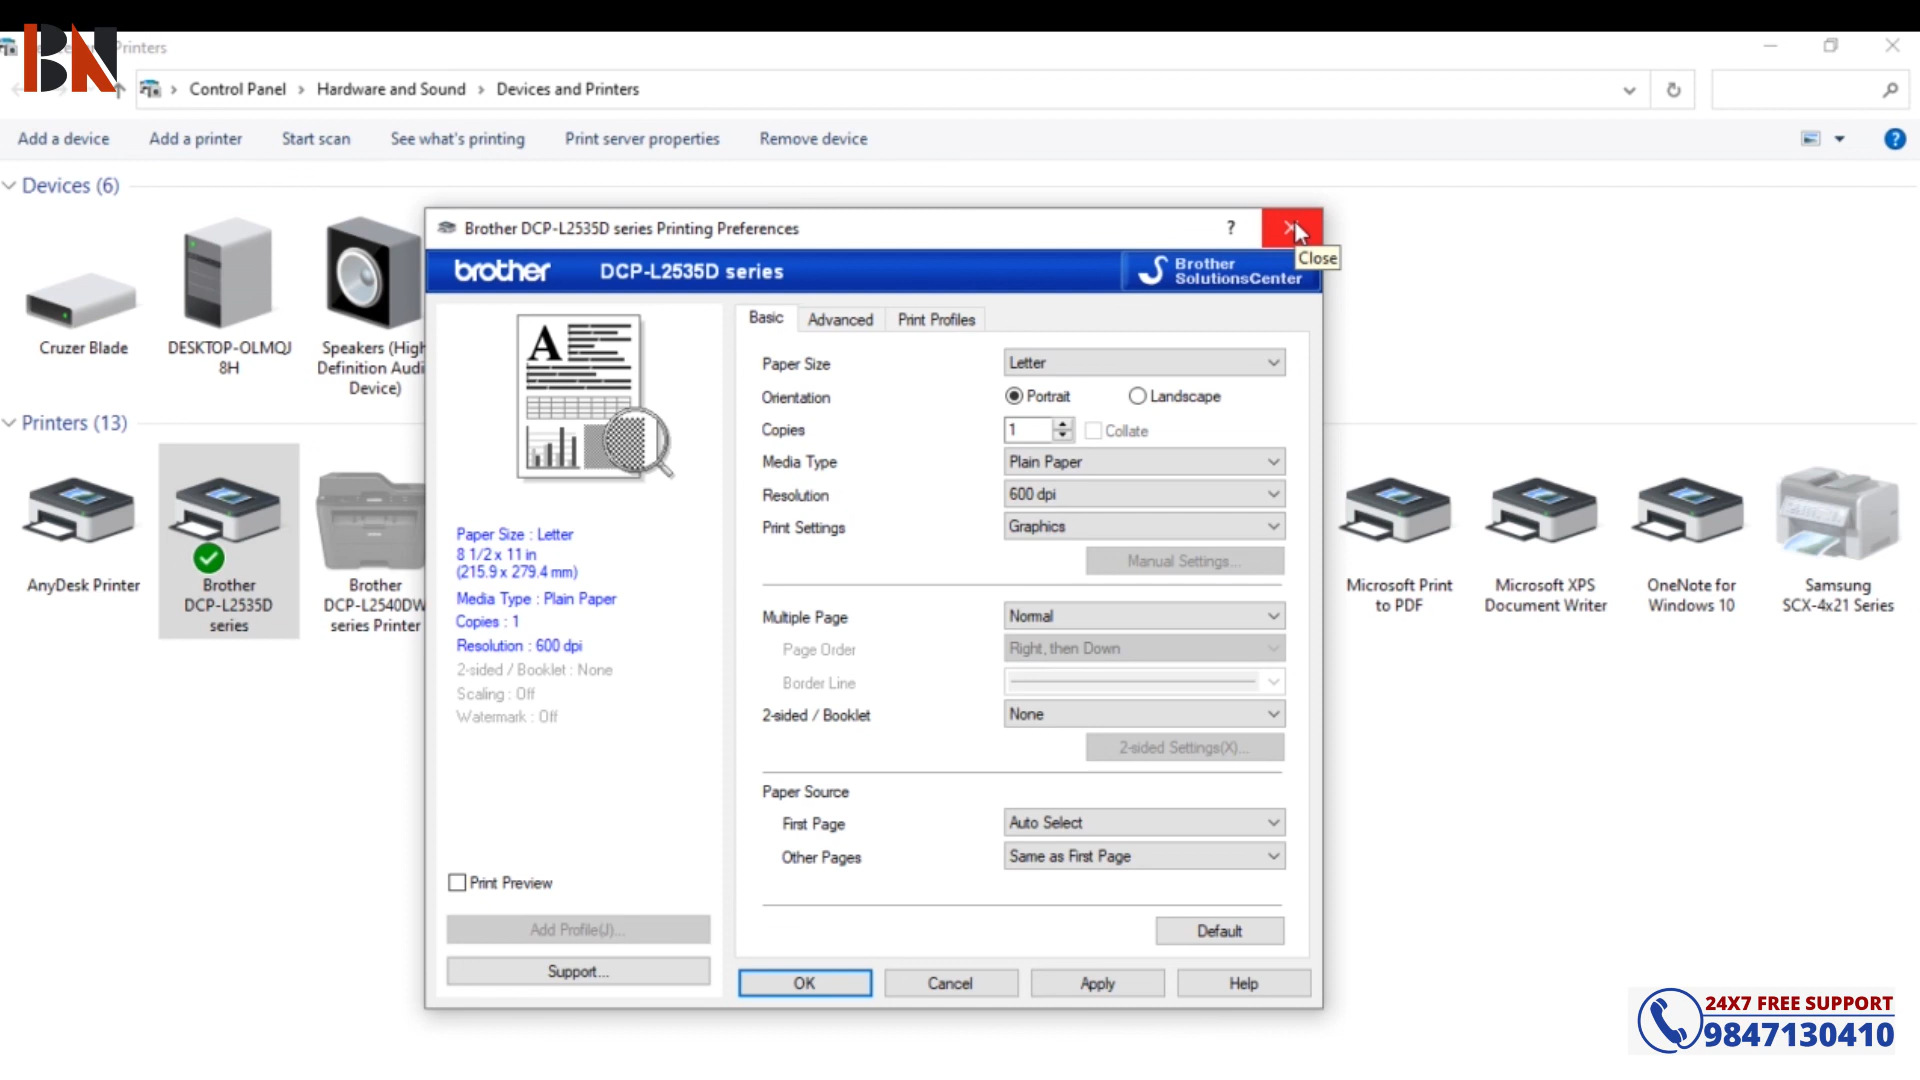 BN
Printers
Control Panel > Hardware and Sound > Devices and Printers
Add a device Add a printer Start scan See what's printing Print server properties Remove device
Devices (6)
Cruzer Blade
DESKTOP-OLMQJ
8H
Speakers (High
Definition Audi
Device)
Printers (13)
AnyDesk Printer
Brother
DCP-L2535D
series
Brother
DCP-L2540DW
series Printer
Microsoft Print
to PDF
Microsoft XPS
Document Writer
OneNote for
Windows 10
Samsung
SCX-4x21 Series
Brother DCP-L2535D series Printing Preferences
?
Close
brother DCP-L2535D series
Brother
SolutionsCenter
A
Paper Size : Letter
8 1/2 x 11 in
(215.9 x 279.4 mm)
Media Type : Plain Paper
Copies : 1
Resolution : 600 dpi
2-sided / Booklet : None
Scaling : Off
Watermark : Off
Print Preview
Add Profile(J)...
Support...
Basic Advanced Print Profiles
Paper Size Letter
Orientation Portrait Landscape
Copies 1 Collate
Media Type Plain Paper
Resolution 600 dpi
Print Settings Graphics
Manual Settings...
Multiple Page Normal
Page Order Right, then Down
Border Line
2-sided / Booklet None
2-sided Settings(X)...
Paper Source
First Page Auto Select
Other Pages Same as First Page
Default
OK Cancel Apply Help
24X7 FREE SUPPORT
9847130410